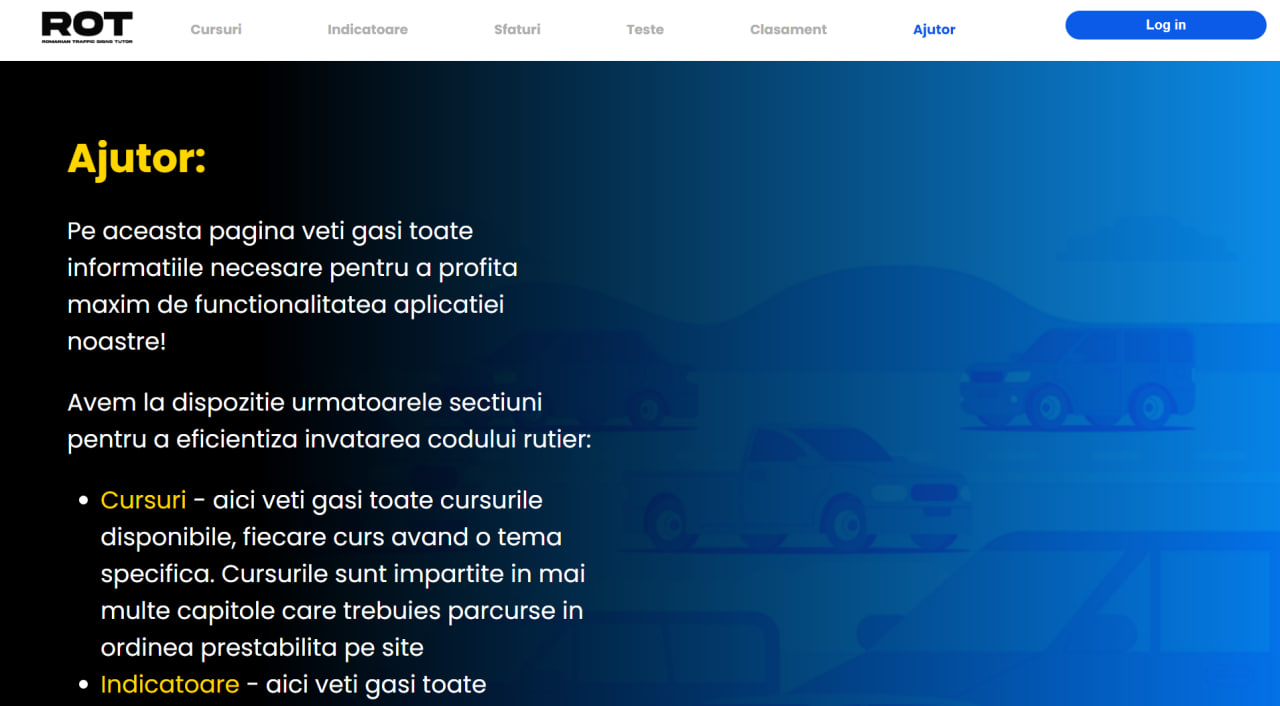 ROT
ROMANIAN TRAFFIC SIGNS TUTOR
Cursuri
Indicatoare
Sfaturi
Teste
Clasament
Ajutor
Log in
Ajutor:
Pe aceasta pagina veti gasi toate
informatiile necesare pentru a profita
maxim de functionalitatea aplicatiei
noastre!
Avem la dispozitie urmatoarele sectiuni
pentru a eficientiza invatarea codului rutier:
Cursuri - aici veti gasi toate cursurile
disponibile, fiecare curs avand o tema
specifica. Cursurile sunt impartite in mai
multe capitole care trebuies parcurse in
ordinea prestabilita pe site
Indicatoare - aici veti gasi toate